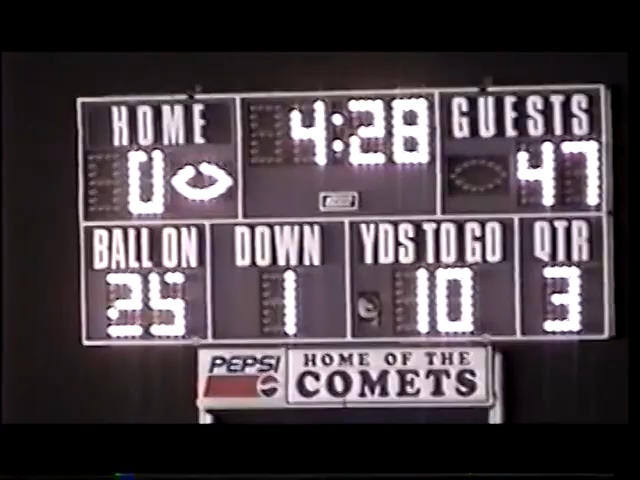 HOME 4:28 GUESTS
0 47
BALL ON DOWN YDS TO GO QTR
25 1 10 3
PEPSI HOME OF THE
COMETS